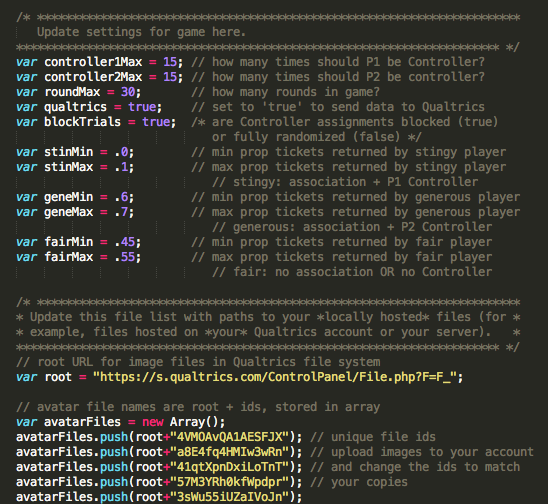 /* ********************************************************************
Update settings for game here.
******************************************************************** */
var controller1Max = 15; // how many times should P1 be Controller?
var controller2Max = 15; // how many times should P2 be controller?
var roundMax = 30; // how many rounds in game?
var qualtrics = true; // set to 'true' to send data to Qualtrics
var blockTrials = true; /* are Controller assignments blocked (true)
or fully randomized (false) */
var stinMin = .0; // min prop tickets returned by stingy player
var stinMax = .1; // max prop tickets returned by stingy player
// stingy: association + P1 Controller
var geneMin = .6; // min prop tickets returned by generous player
var geneMax = .7; // max prop tickets returned by generous player
// generous: association + P2 Controller
var fairMin = .45; // min prop tickets returned by fair player
var fairMax = .55; // max prop tickets returned by fair player
// fair: no association OR no Controller
/* ********************************************************************
* Update this file list with paths to your *locally hosted* files (for *
* example, files hosted on *your* Qualtrics account or your server). *
******************************************************************** */
// root URL for image files in Qualtrics file system
var root = "https://s.qualtrics.com/ControlPanel/File.php?F=F_";
// avatar file names are root + ids, stored in array
var avatarFiles = new Array();
avatarFiles.push(root+"4VMOAvQA1AESFJX"); // unique file ids
avatarFiles.push(root+"a8E4fq4HMIw3wRn"); // upload images to your account
avatarFiles.push(root+"41qtXpnDxiLoTnT"); // and change the ids to match
avatarFiles.push(root+"57M3YRh0kfWpdpr"); // your copies
avatarFiles.push(root+"3sWu55iUZaIVoJn");